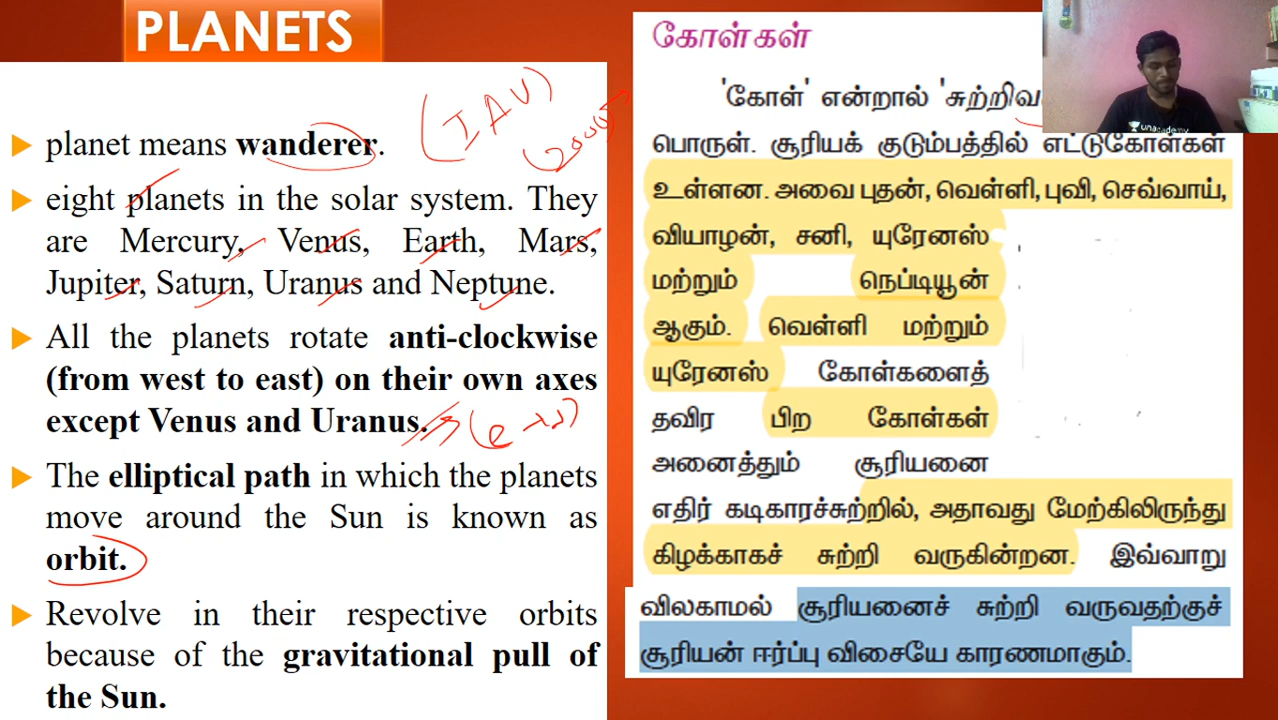 PLANETS
planet means wanderer.
(IAU)
(2006)
eight planets in the solar system. They
are Mercury, Venus, Earth, Mars,
Jupiter, Saturn, Uranus and Neptune.
All the planets rotate anti-clockwise
(from west to east) on their own axes
except Venus and Uranus.
The elliptical path in which the planets
move around the Sun is known as
orbit.
Revolve in their respective orbits
because of the gravitational pull of
the Sun.
கோள்கள்
'கோள்' என்றால்
பொருள். சூரியக் குடும்பத்தில் எட்டுகோள்கள்
உள்ளன. அவை புதன், வெள்ளி, புவி, செவ்வாய்,
வியாழன், சனி, யுரேனஸ்
மற்றும் நெப்டியூன்
ஆகும். வெள்ளி மற்றும்
யுரேனஸ் கோள்களைத்
தவிர பிற கோள்கள்
அனைத்தும் சூரியனை
எதிர் கடிகாரச்சுற்றில், அதாவது மேற்கிலிருந்து
கிழக்காகச் சுற்றி வருகின்றன. இவ்வாறு
விலகாமல் சூரியனைச் சுற்றி வருவதற்குச்
சூரியன் ஈர்ப்பு விசையே காரணமாகும்.
unacademy